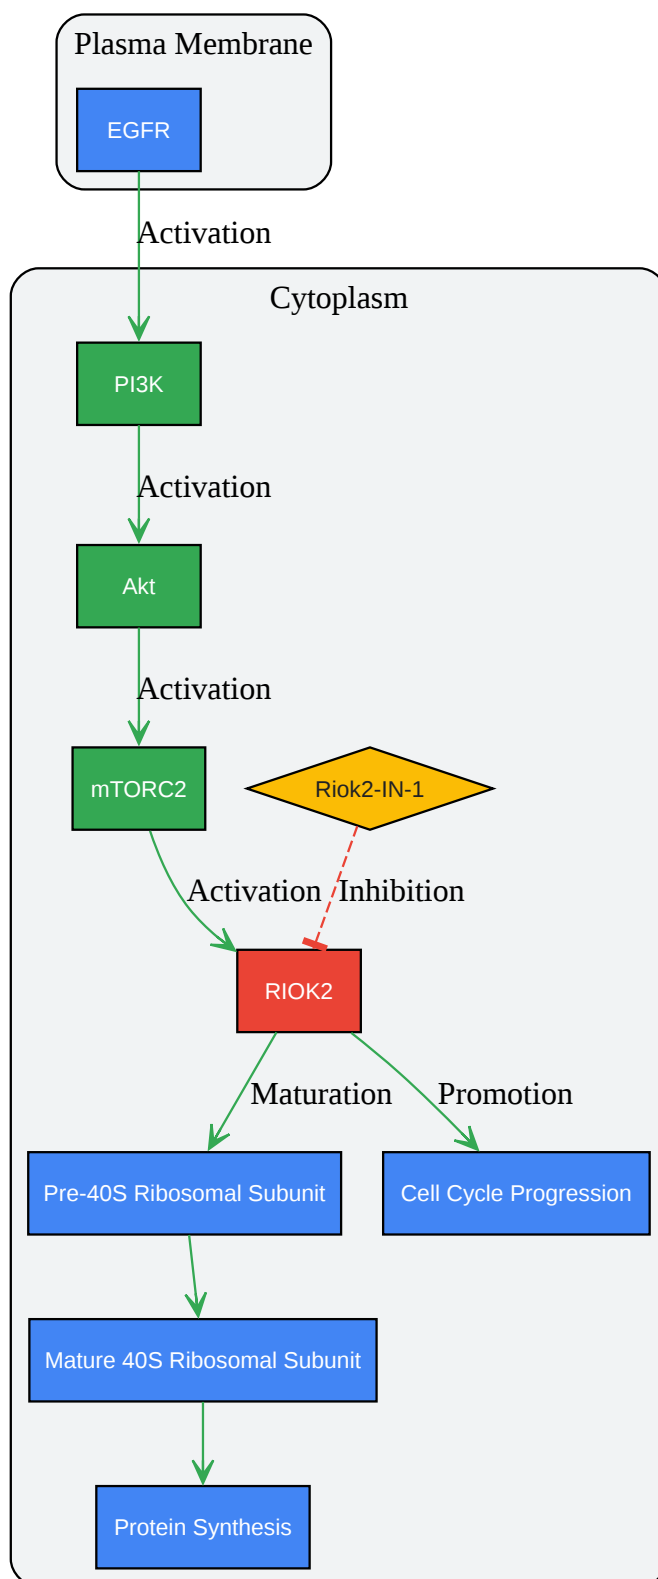 Plasma Membrane
EGFR
Activation
Cytoplasm
PI3K
Activation
Akt
Activation
mTORC2
Riok2-IN-1
Activation
Inhibition
RIOK2
Maturation
Promotion
Pre-40S Ribosomal Subunit
Cell Cycle Progression
Mature 40S Ribosomal Subunit
Protein Synthesis